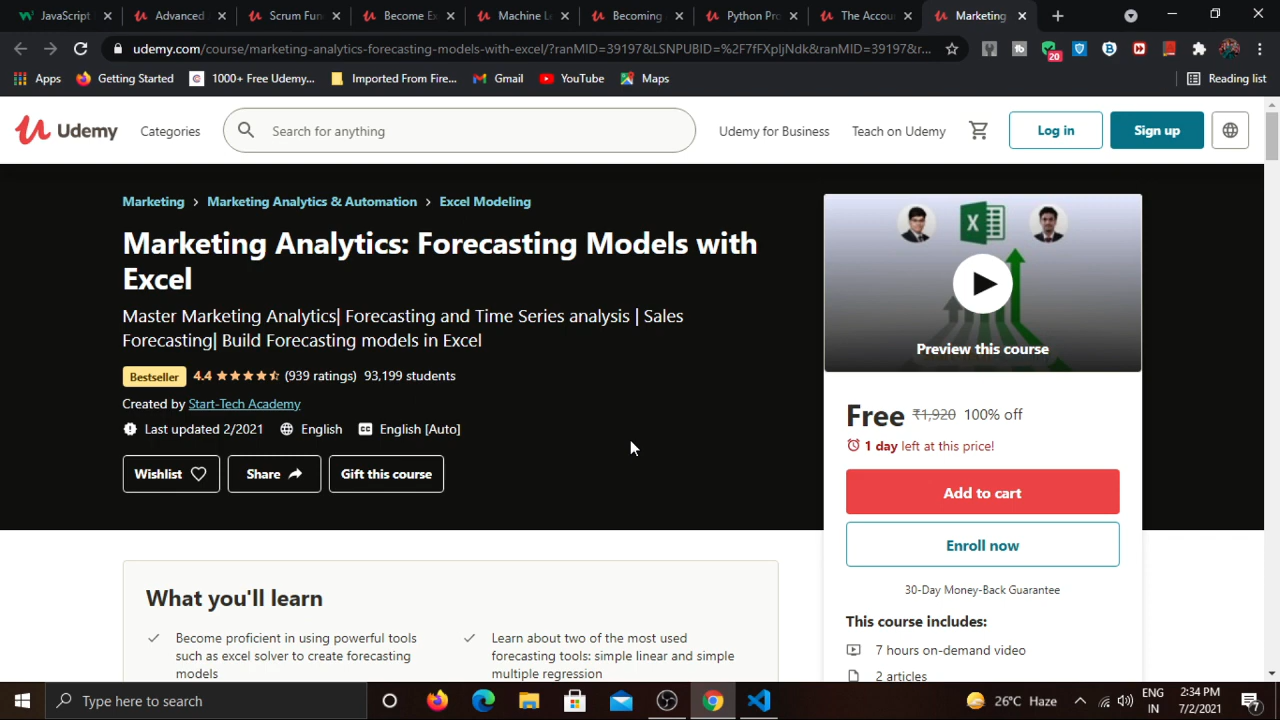 JavaScript
Advanced
Scrum Fun
Become Ex
Machine Le
Becoming
Python Pro
The Accou
Marketing
udemy.com/course/marketing-analytics-forecasting-models-with-excel/?ranMID=39197&LSNPUBID=%2F7fFXpljNdk&ranMID=39197&r...
20
Apps
Getting Started
1000+ Free Udemy...
Imported From Fire...
Gmail
YouTube
Maps
Reading list
Udemy
Categories
Search for anything
Udemy for Business
Teach on Udemy
Log in
Sign up
Marketing > Marketing Analytics & Automation > Excel Modeling
Marketing Analytics: Forecasting Models with
Excel
Master Marketing Analytics| Forecasting and Time Series analysis | Sales
Forecasting| Build Forecasting models in Excel
Bestseller 4.4 (939 ratings) 93,199 students
Created by Start-Tech Academy
Last updated 2/2021 English English [Auto]
Wishlist
Share
Gift this course
Preview this course
Free ₹1,920 100% off
1 day left at this price!
Add to cart
Enroll now
30-Day Money-Back Guarantee
This course includes:
7 hours on-demand video
2 articles
What you'll learn
Become proficient in using powerful tools
such as excel solver to create forecasting
models
Learn about two of the most used
forecasting tools: simple linear and simple
multiple regression
Type here to search
26°C Haze
ENG
IN
2:34 PM
7/2/2021
7